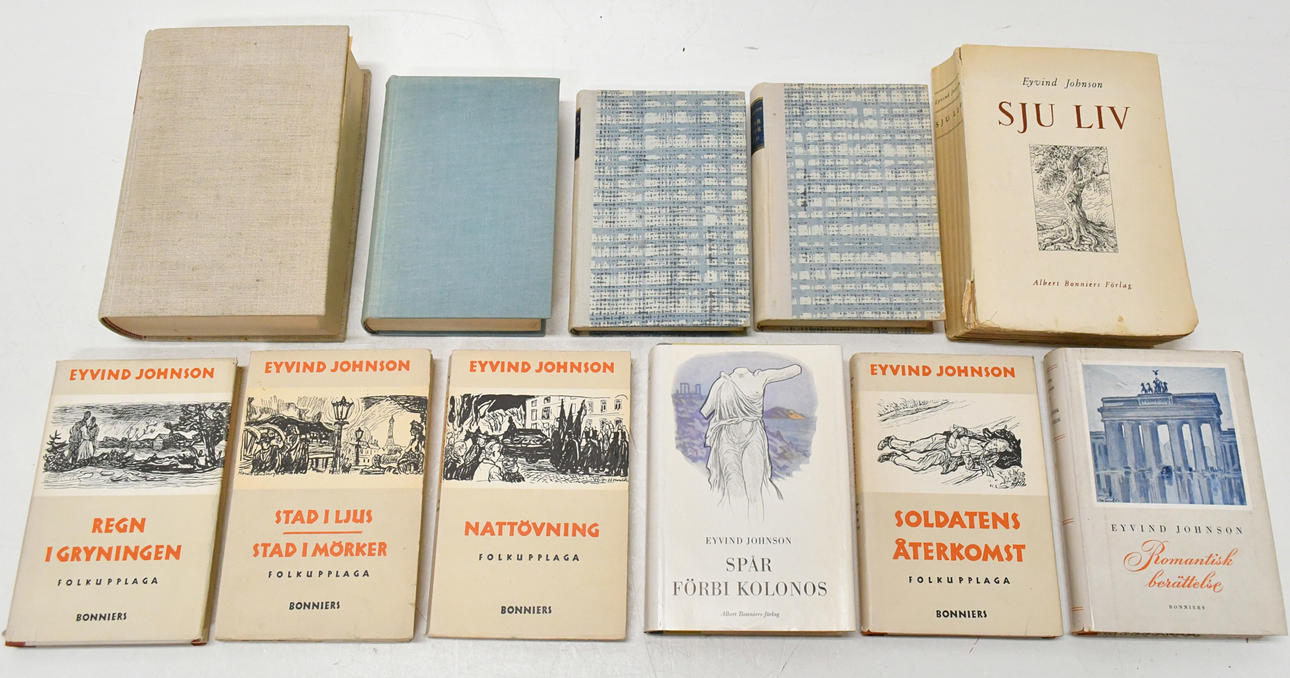 Eyvind Johnson
SJU LIV
Albert Bonniers Förlag
EYVIND JOHNSON
REGN
I GRYNINGEN
FOLKUPPLAGA
BONNIERS
EYVIND JOHNSON
STAD I LJUS
STAD I MÖRKER
FOLKUPPLAGA
BONNIERS
EYVIND JOHNSON
NATTÖVNING
FOLKUPPLAGA
BONNIERS
EYVIND JOHNSON
SPÅR
FÖRBI KOLONOS
Albert Bonniers förlag
EYVIND JOHNSON
SOLDATENS
ÅTERKOMST
FOLKUPPLAGA
BONNIERS
EYVIND JOHNSON
Romantisk
berättelse
BONNIERS